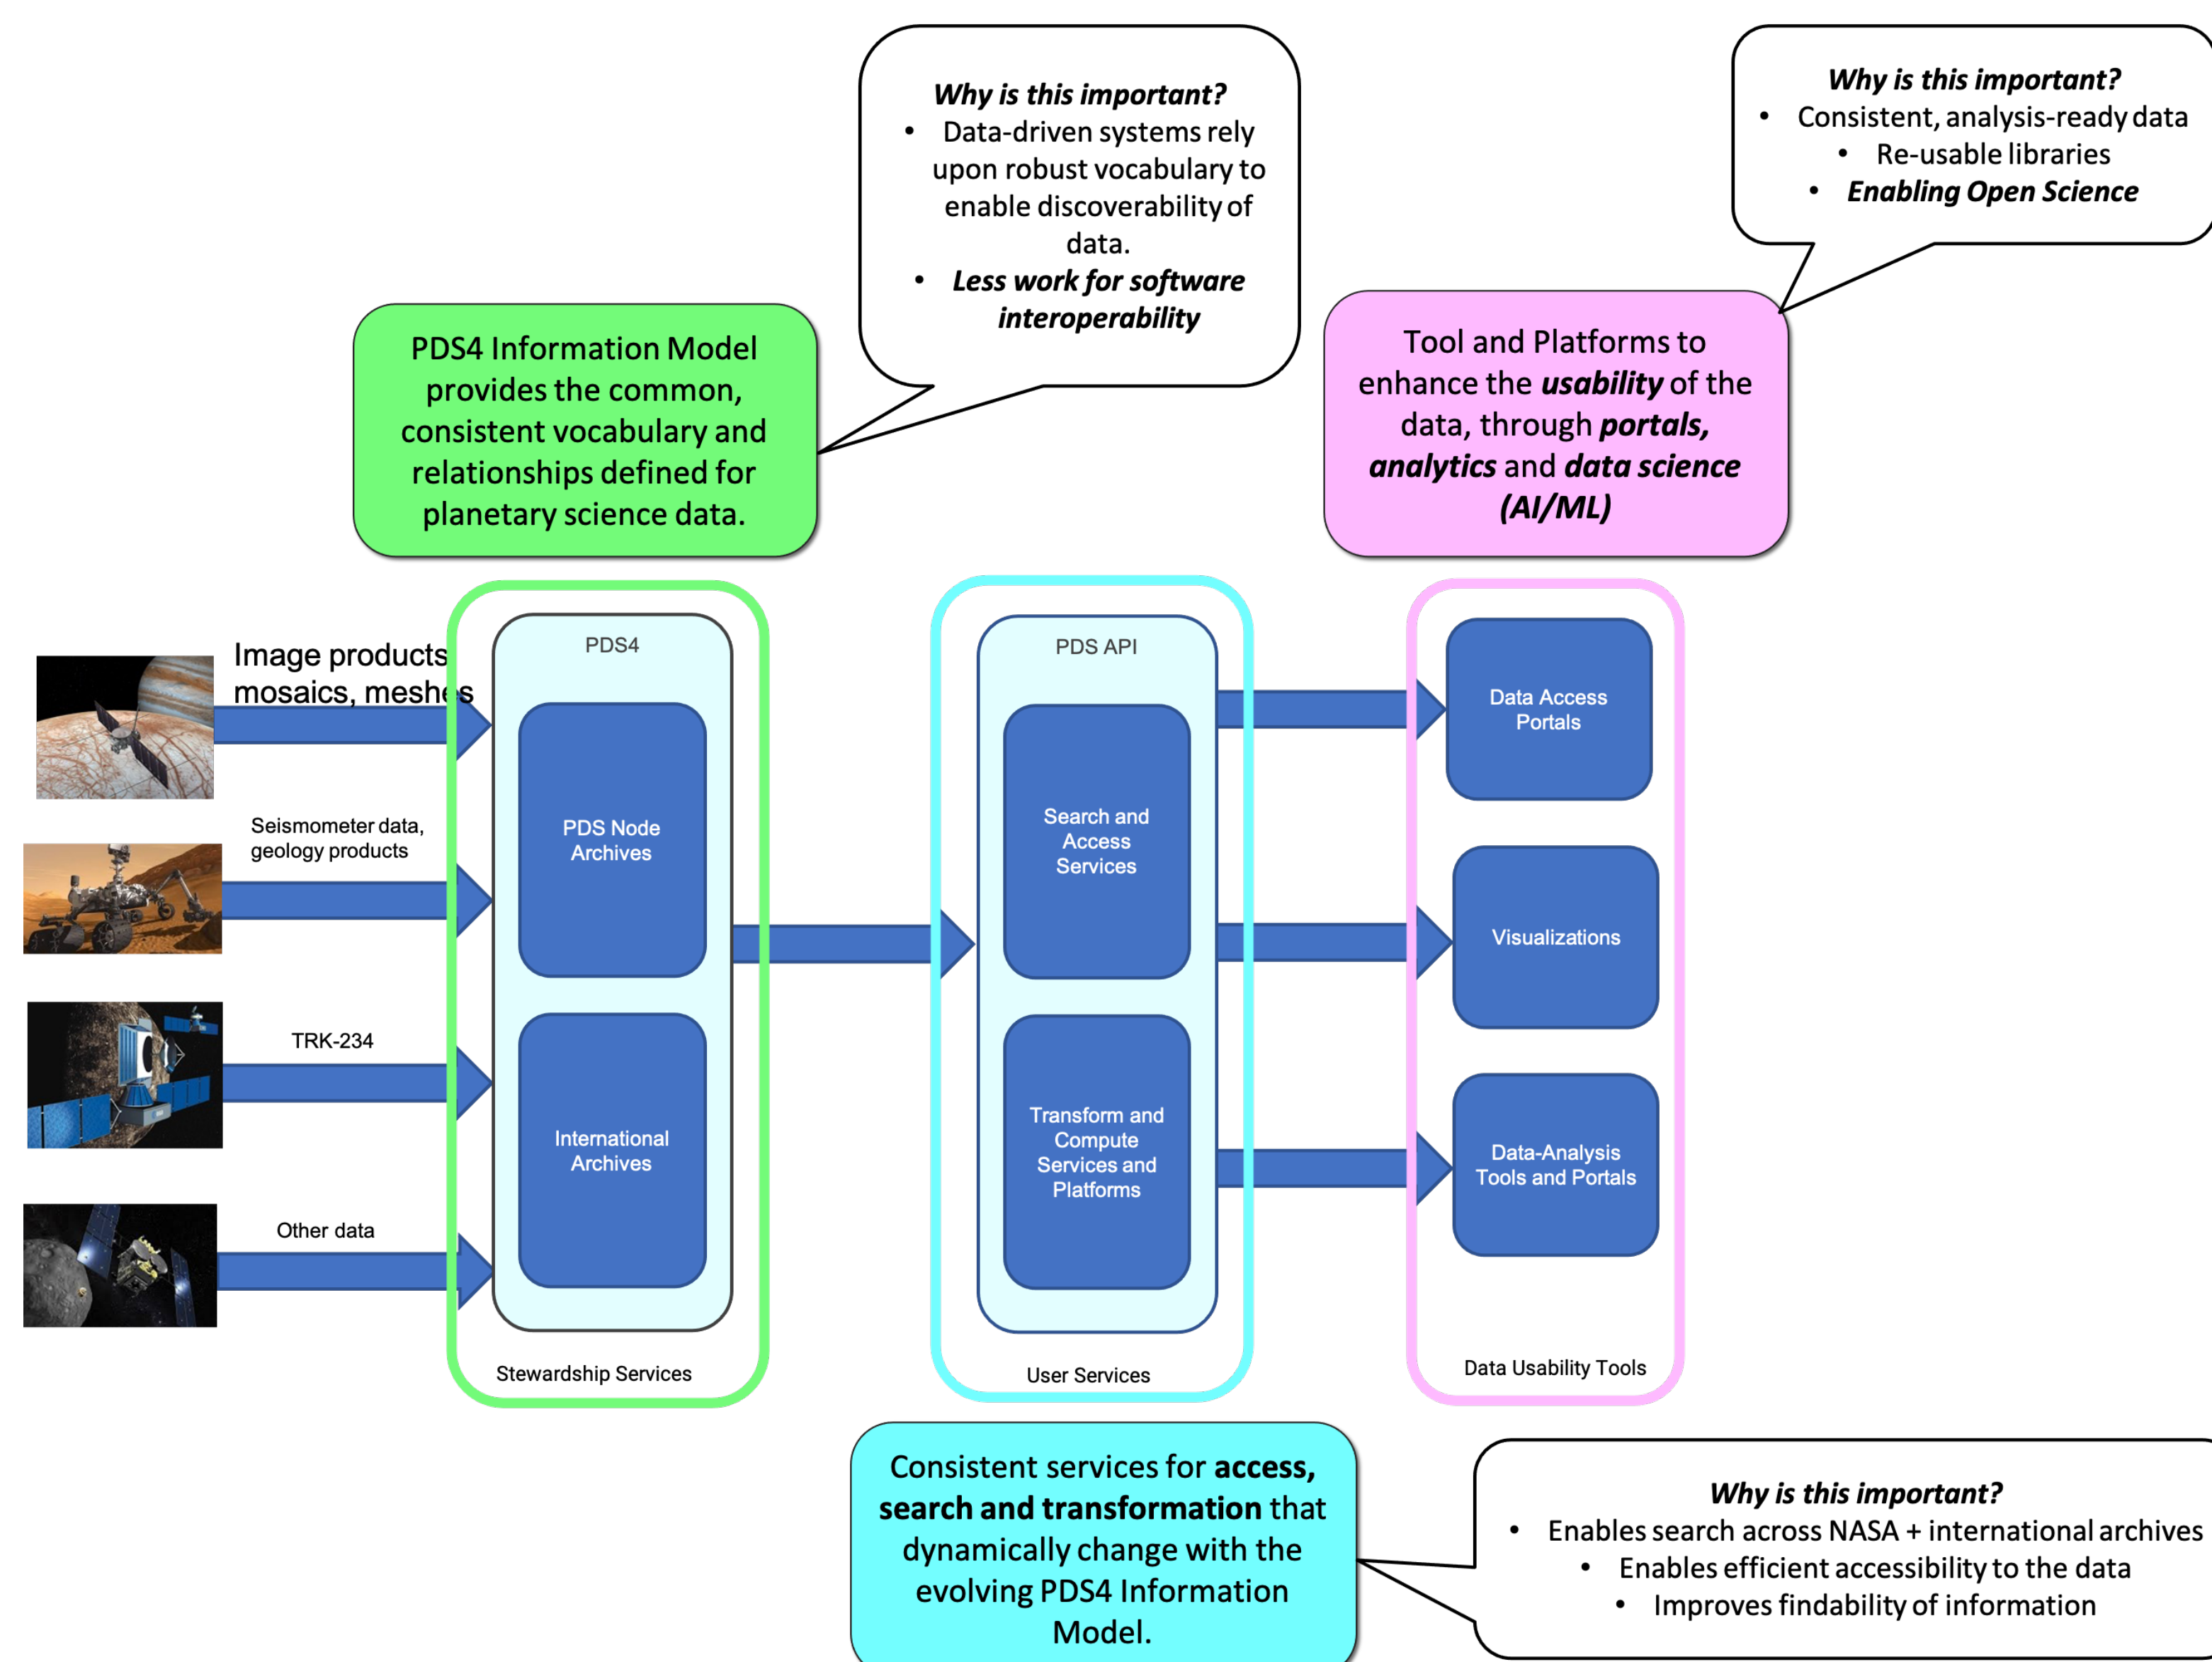 Why is this important?
• Data-driven systems rely
upon robust vocabulary to
enable discoverability of
data.
• Less work for software
interoperability
Why is this important?
• Consistent, analysis-ready data
• Re-usable libraries
• Enabling Open Science
PDS4 Information Model
provides the common,
consistent vocabulary and
relationships defined for
planetary science data.
Tool and Platforms to
enhance the usability of the
data, through portals,
analytics and data science
(AI/ML)
Image products
mosaics, meshes
Seismometer data,
geology products
TRK-234
Other data
PDS4
PDS Node
Archives
International
Archives
Stewardship Services
PDS API
Search and
Access
Services
Transform and
Compute
Services and
Platforms
User Services
Data Access
Portals
Visualizations
Data-Analysis
Tools and Portals
Data Usability Tools
Consistent services for access,
search and transformation that
dynamically change with the
evolving PDS4 Information
Model.
Why is this important?
• Enables search across NASA + international archives
• Enables efficient accessibility to the data
• Improves findability of information